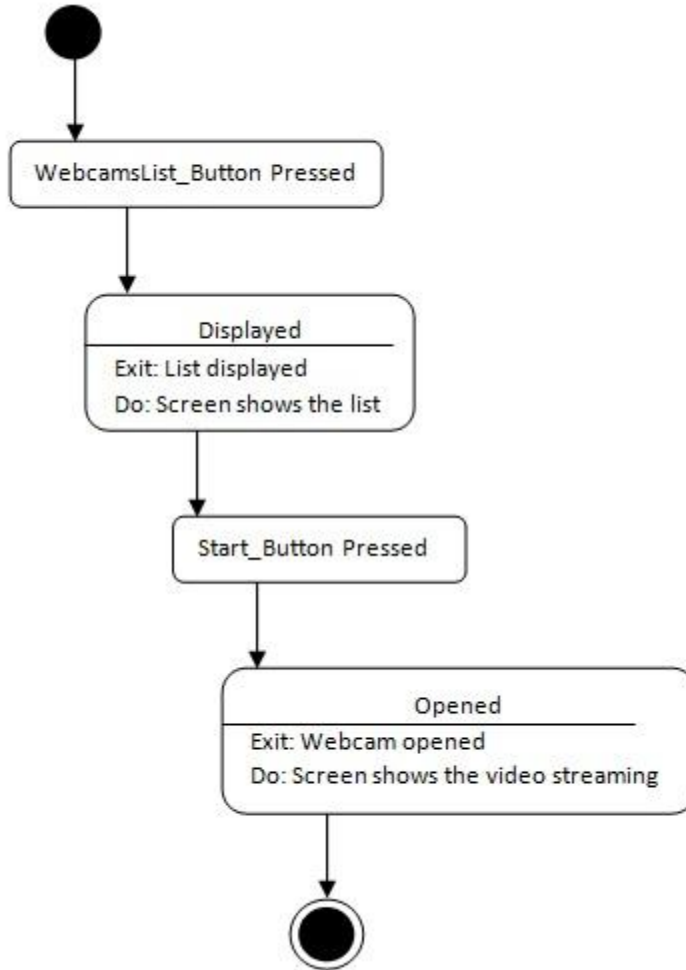 WebcamsList_Button Pressed
Displayed
Exit: List displayed
Do: Screen shows the list
Start_Button Pressed
Opened
Exit: Webcam opened
Do: Screen shows the video streaming